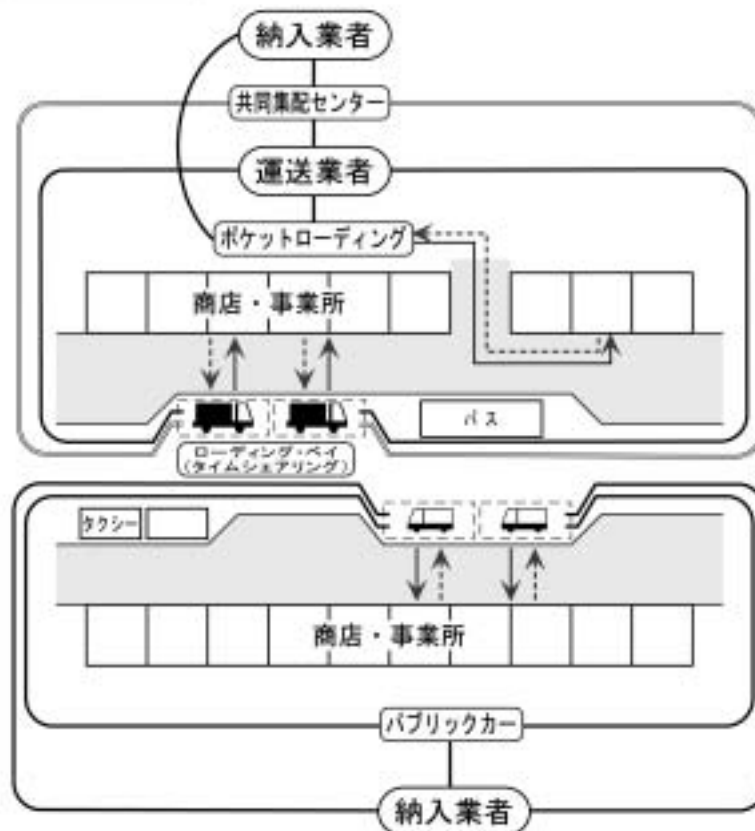 納入業者
共同集配センター
運送業者
ポケットローディング
商店・事業所
バス
ローディング・ベイ
(タイムシェアリング)
タクシー
商店・事業所
パブリックカー
納入業者